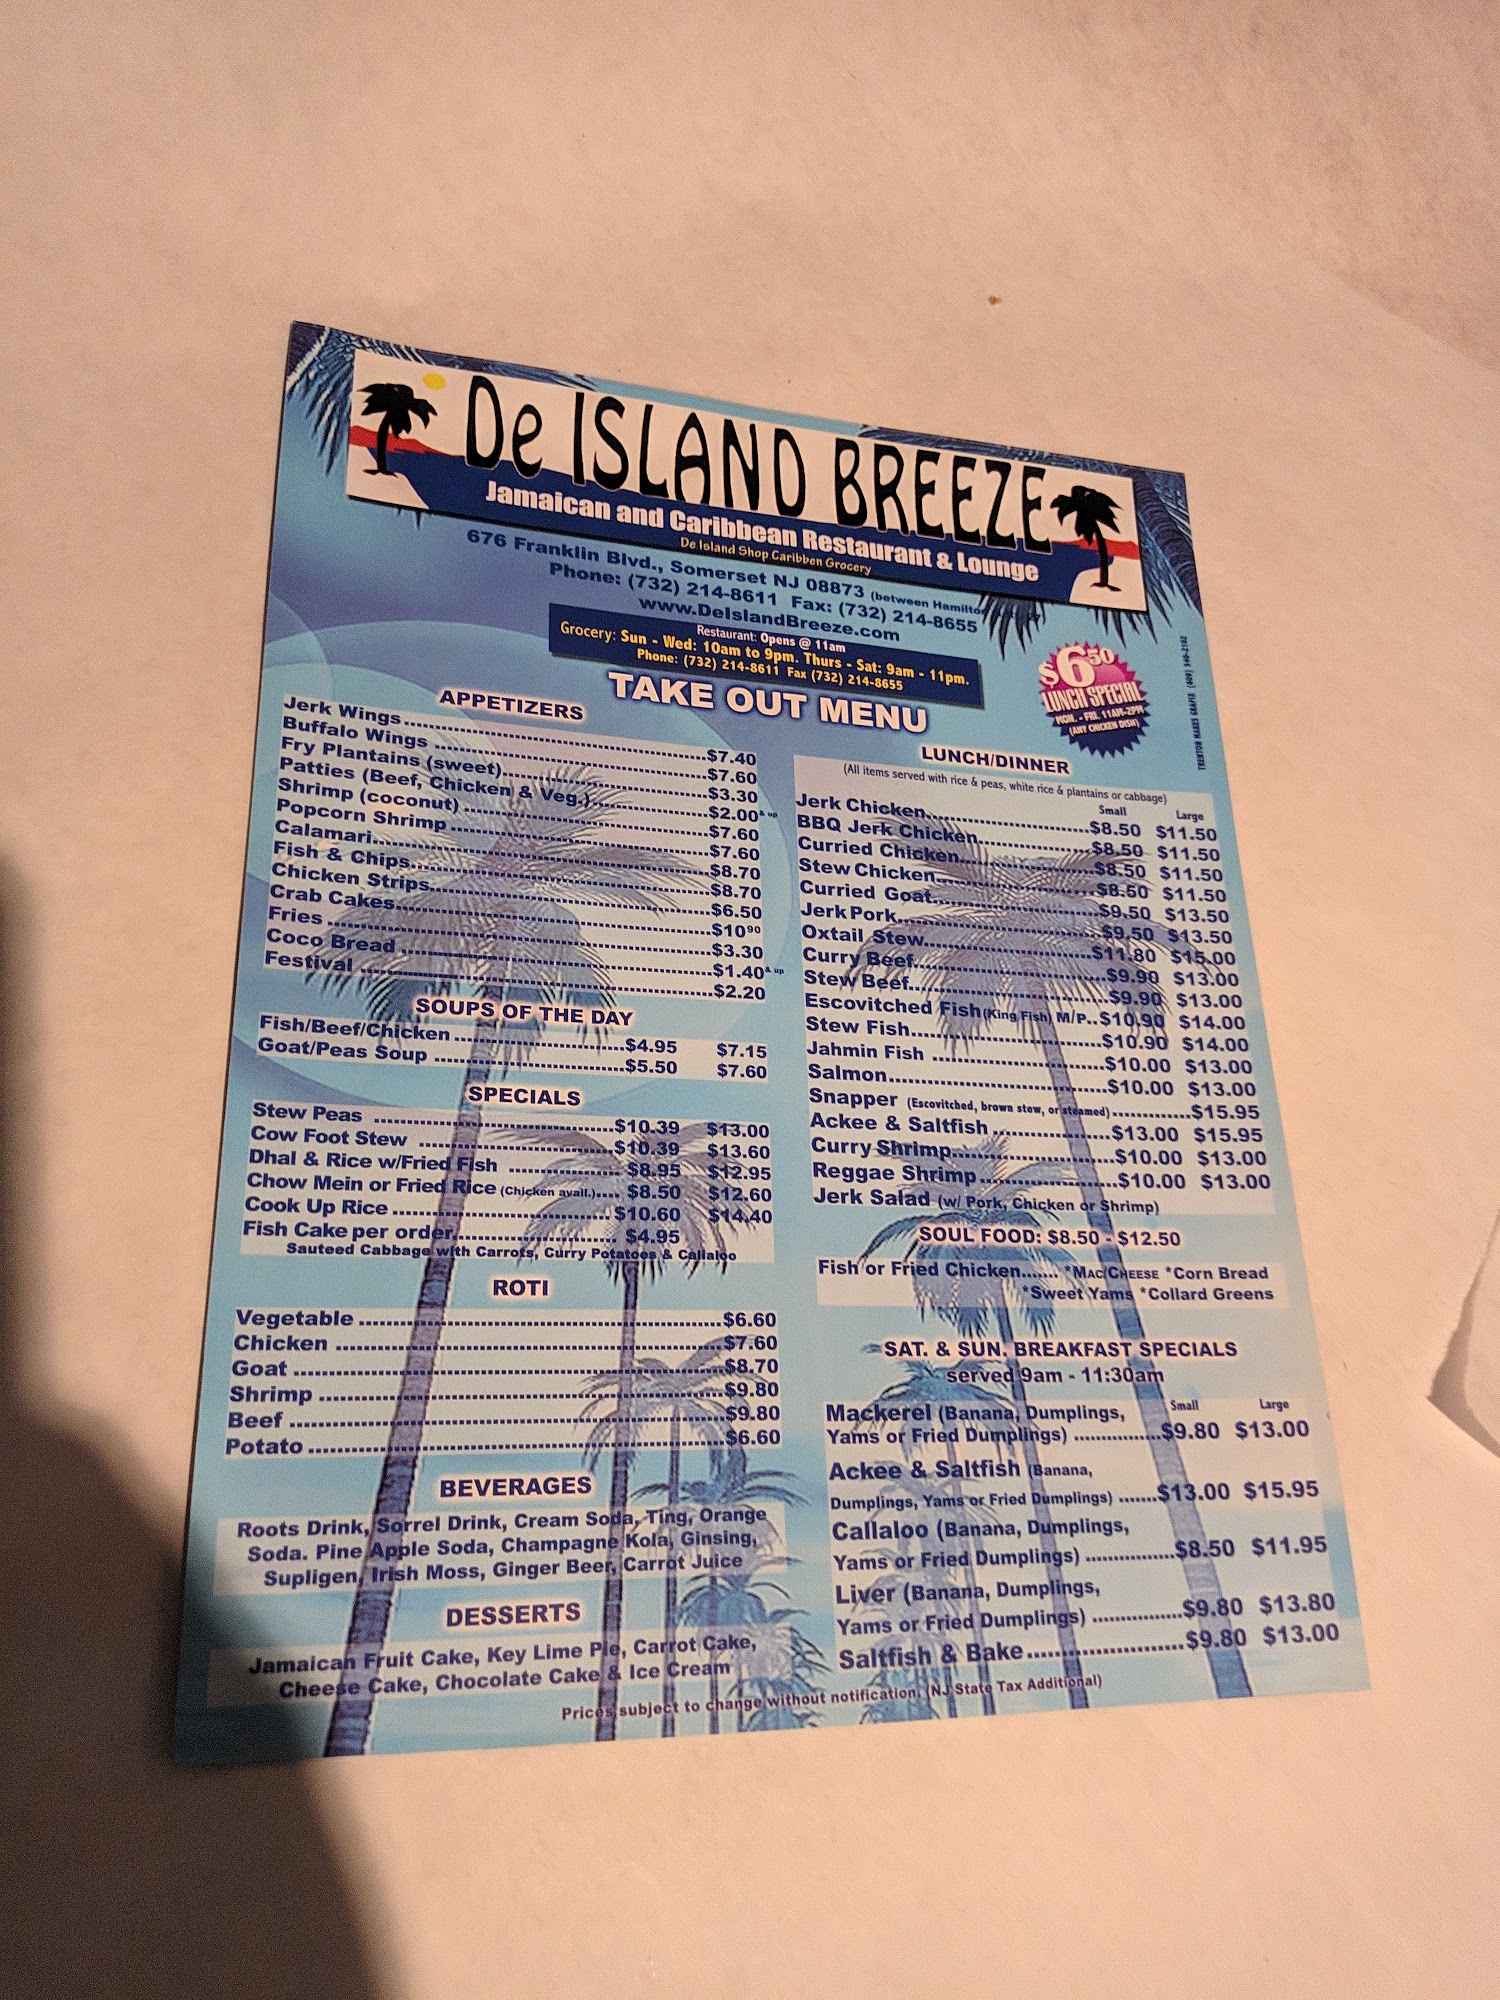 De ISLAND BREEZE
Jamaican and Caribbean Restaurant & Lounge
De Island Shop Caribben Grocery
676 Franklin Blvd., Somerset NJ 08873 (between Hamilton
Phone: (732) 214-8611 Fax: (732) 214-8655
www.DeIslandBreeze.com
Restaurant: Opens @ 11am
Grocery: Sun - Wed: 10am to 9pm. Thurs - Sat: 9am - 11pm.
Phone: (732) 214-8611 Fax (732) 214-8655
TAKE OUT MENU
$6.50
LUNCH SPECIAL
MON. - FRI. 11AM-2PM
(ANY CHICKEN DISH)
TRENTON MAKES GRAFIX (609) 540-2102
APPETIZERS
Jerk Wings $7.40
Buffalo Wings $7.60
Fry Plantains (sweet) $3.30
Patties (Beef, Chicken & Veg.) $2.00 & up
Shrimp (coconut) $7.60
Popcorn Shrimp $7.60
Calamari $8.70
Fish & Chips $8.70
Chicken Strips $6.50
Crab Cakes $10.90
Fries $3.30
Coco Bread $1.40 & up
Festival $2.20
SOUPS OF THE DAY
Fish/Beef/Chicken $4.95 $7.15
Goat/Peas Soup $5.50 $7.60
SPECIALS
Stew Peas $10.39 $13.00
Cow Foot Stew $10.39 $13.60
Dhal & Rice w/Fried Fish $8.95 $12.95
Chow Mein or Fried Rice (Chicken avail.) $8.50 $12.60
Cook Up Rice $10.60 $14.40
Fish Cake per order $4.95
Sauteed Cabbage with Carrots, Curry Potatoes & Callaloo
ROTI
Vegetable $6.60
Chicken $7.60
Goat $8.70
Shrimp $9.80
Beef $9.80
Potato $6.60
BEVERAGES
Roots Drink, Sorrel Drink, Cream Soda, Ting, Orange
Soda. Pine Apple Soda, Champagne Kola, Ginsing,
Supligen, Irish Moss, Ginger Beer, Carrot Juice
DESSERTS
Jamaican Fruit Cake, Key Lime Pie, Carrot Cake,
Cheese Cake, Chocolate Cake & Ice Cream
LUNCH/DINNER
(All items served with rice & peas, white rice & plantains or cabbage)
Small Large
Jerk Chicken $8.50 $11.50
BBQ Jerk Chicken $8.50 $11.50
Curried Chicken $8.50 $11.50
Stew Chicken $8.50 $11.50
Curried Goat $9.50 $13.50
Jerk Pork $9.50 $13.50
Oxtail Stew $11.80 $15.00
Curry Beef $9.90 $13.00
Stew Beef $9.90 $13.00
Escovitched Fish (King Fish) M/P $10.90 $14.00
Stew Fish $10.90 $14.00
Jahmin Fish $10.00 $13.00
Salmon $10.00 $13.00
Snapper (Escovitched, brown stew, or steamed) $15.95
Ackee & Saltfish $13.00 $15.95
Curry Shrimp $10.00 $13.00
Reggae Shrimp $10.00 $13.00
Jerk Salad (w/ Pork, Chicken or Shrimp)
SOUL FOOD: $8.50 - $12.50
Fish or Fried Chicken....... *MAC/CHEESE *Corn Bread
*Sweet Yams *Collard Greens
SAT. & SUN. BREAKFAST SPECIALS
served 9am - 11:30am
Small Large
Mackerel (Banana, Dumplings,
Yams or Fried Dumplings) $9.80 $13.00
Ackee & Saltfish (Banana,
Dumplings, Yams or Fried Dumplings) $13.00 $15.95
Callaloo (Banana, Dumplings,
Yams or Fried Dumplings) $8.50 $11.95
Liver (Banana, Dumplings,
Yams or Fried Dumplings) $9.80 $13.80
Saltfish & Bake $9.80 $13.00
Prices subject to change without notification. (NJ State Tax Additional)